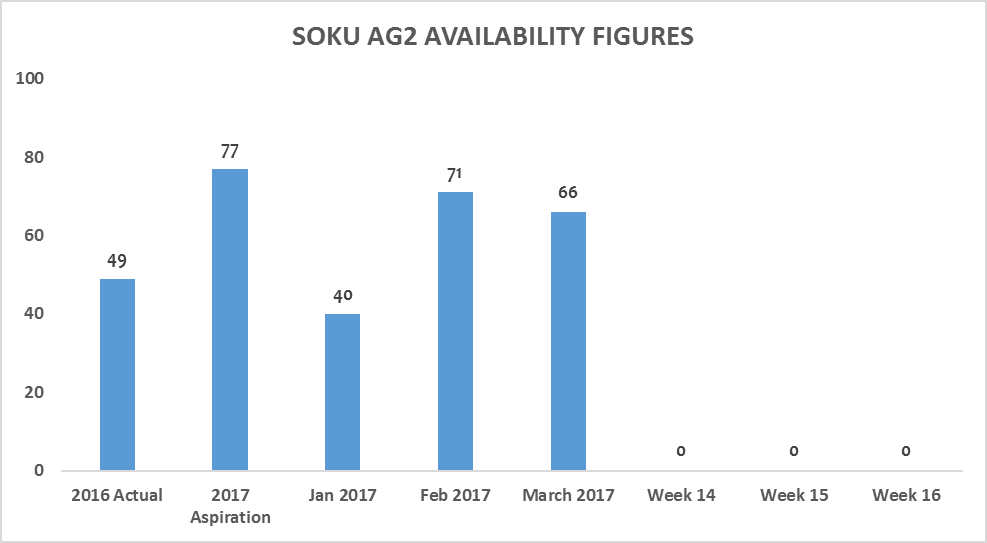 SOKU AG2 AVAILABILITY FIGURES
100
80
60
40
20
0
49
77
40
71
66
0
0
0
2016 Actual
2017
Aspiration
Jan 2017
Feb 2017
March 2017
Week 14
Week 15
Week 16